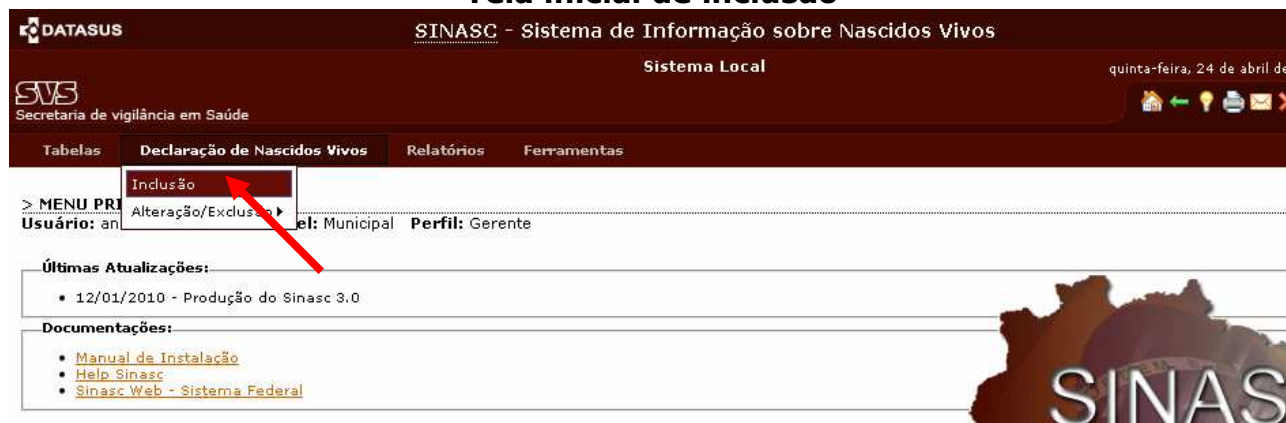 Tela inicial de inclusão
DATASUS
SINASC - Sistema de Informação sobre Nascidos Vivos
Sistema Local
quinta-feira, 24 de abril de
SVS
Secretaria de vigilância em Saúde
Tabelas Declaração de Nascidos Vivos Relatórios Ferramentas
Inclusão
Alteração/Exclusão
> MENU PRI
Usuário: an el: Municipal Perfil: Gerente
Últimas Atualizações:
• 12/01/2010 - Produção do Sinasc 3.0
Documentações:
• Manual de Instalação
• Help Sinasc
• Sinasc Web - Sistema Federal
SINAS